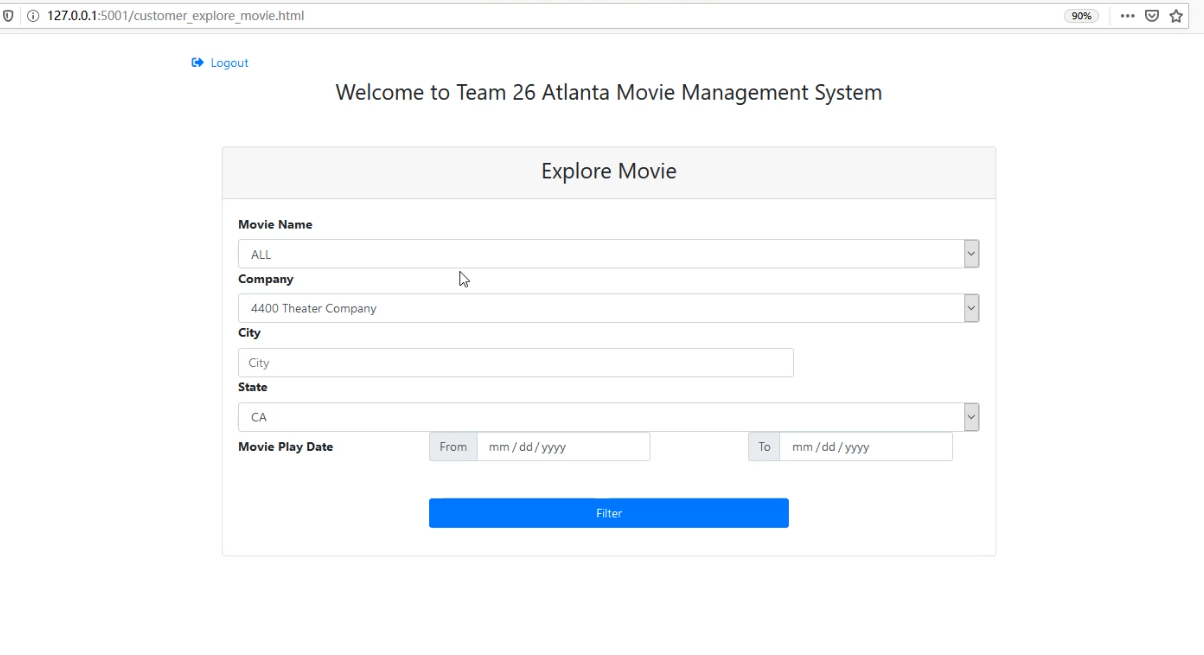 127.0.0.1:5001/customer_explore_movie.html 90%
Logout
Welcome to Team 26 Atlanta Movie Management System
Explore Movie
Movie Name
ALL
Company
4400 Theater Company
City
City
State
CA
Movie Play Date From mm / dd / yyyy To mm / dd / yyyy
Filter